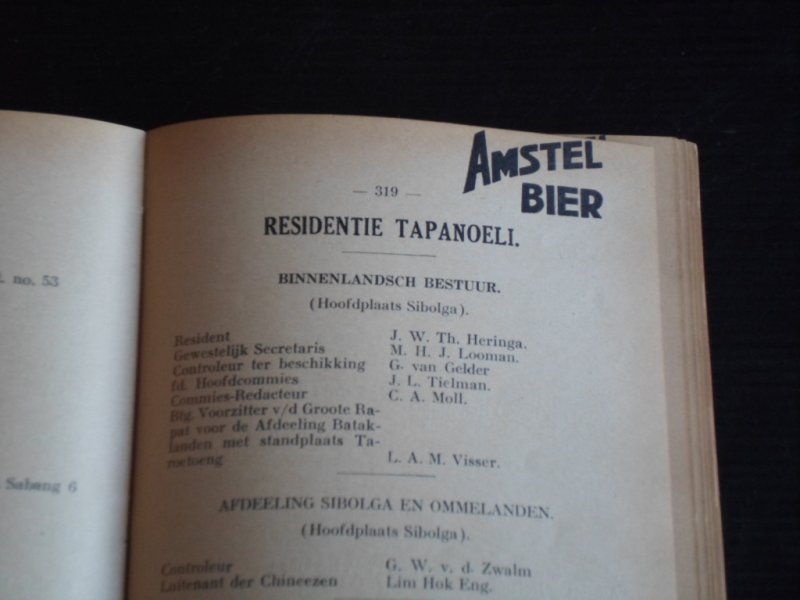 l. no. 53
Sabang 6
AMSTEL
BIER
— 319 —
RESIDENTIE TAPANOELI.
BINNENLANDSCH BESTUUR.
(Hoofdplaats Sibolga).
Resident J. W. Th. Heringa.
Gewestelijk Secretaris M. H. J. Looman.
Controleur ter beschikking G. van Gelder
fd. Hoofdcommies J. L. Tielman.
Commies-Redacteur C. A. Moll.
Btg. Voorzitter v/d Groote Ra-
pat voor de Afdeeling Batak-
landen met standplaats Ta-
roetoeng L. A. M. Visser.
AFDEELING SIBOLGA EN OMMELANDEN.
(Hoofdplaats Sibolga).
Controleur G. W. v. d. Zwalm
Luitenant der Chineezen Lim Hok Eng.